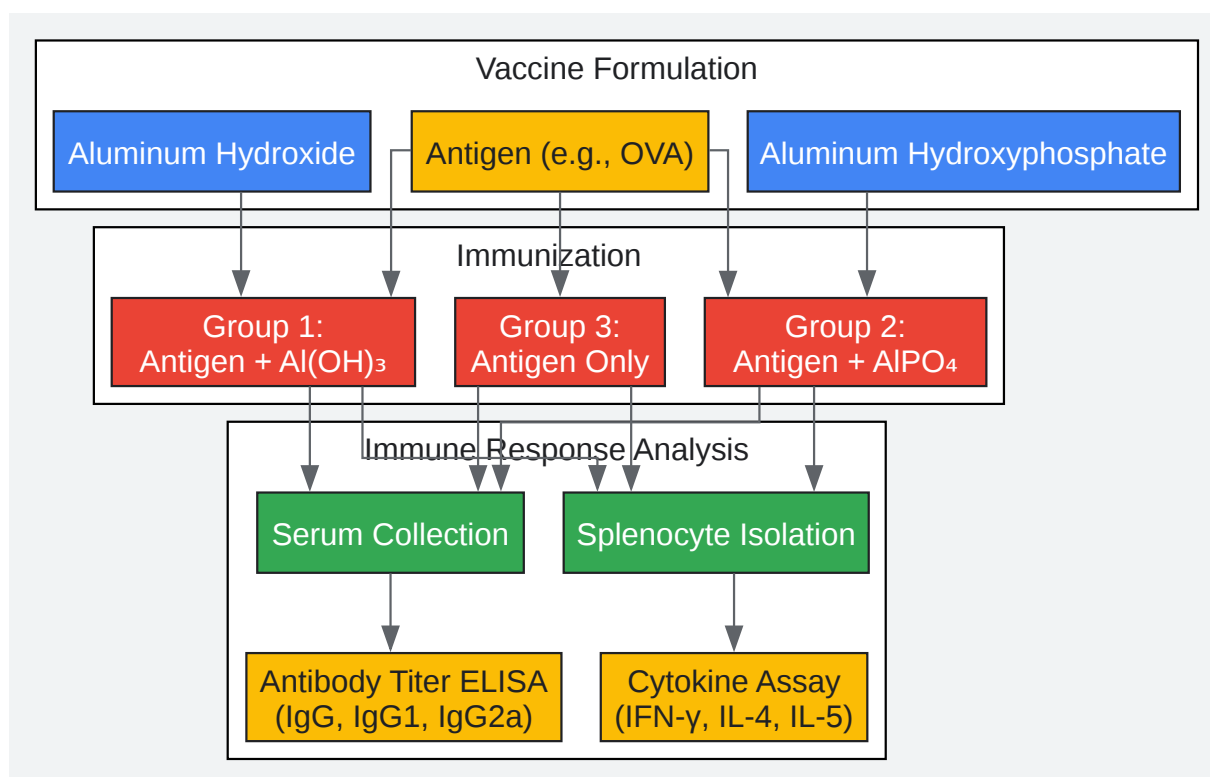 Vaccine Formulation
Aluminum Hydroxide
Antigen (e.g., OVA)
Aluminum Hydroxyphosphate
Immunization
Group 1:
Antigen + Al(OH)₃
Group 3:
Antigen Only
Group 2:
Antigen + AlPO₄
Immune Response Analysis
Serum Collection
Splenocyte Isolation
Antibody Titer ELISA
(IgG, IgG1, IgG2a)
Cytokine Assay
(IFN-γ, IL-4, IL-5)